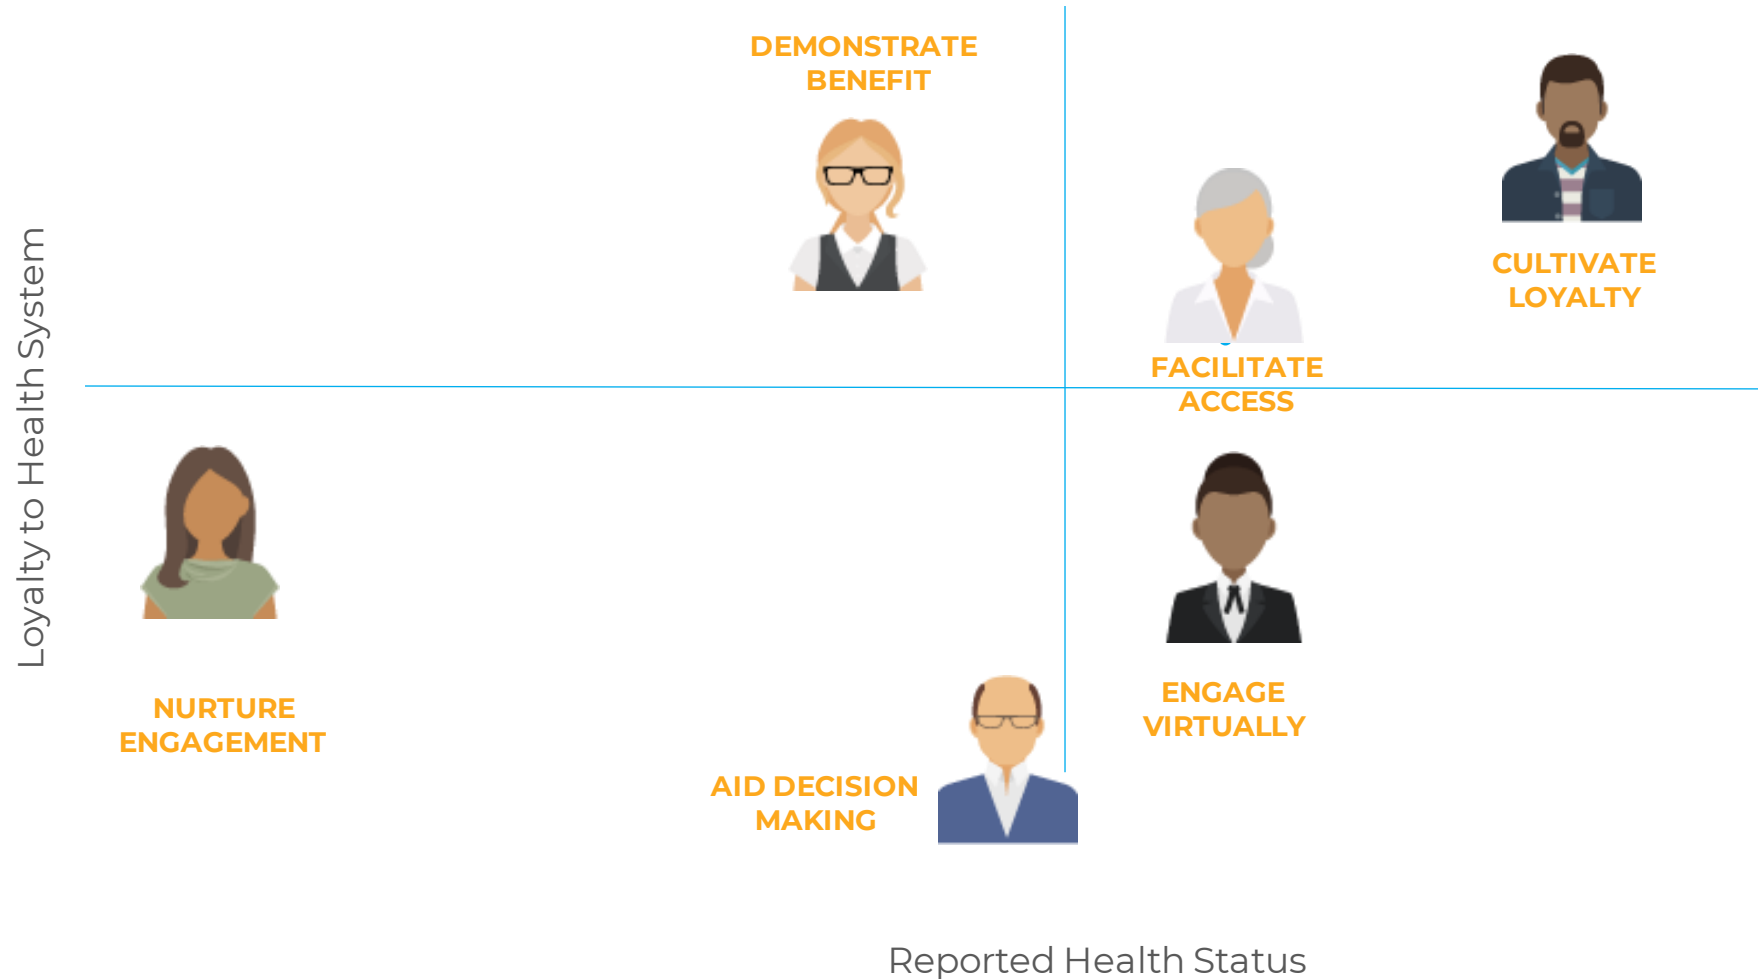 DEMONSTRATE
BENEFIT
CULTIVATE
LOYALTY
FACILITATE
ACCESS
Loyalty to Health System
NURTURE
ENGAGEMENT
ENGAGE
VIRTUALLY
AID DECISION
MAKING
Reported Health Status